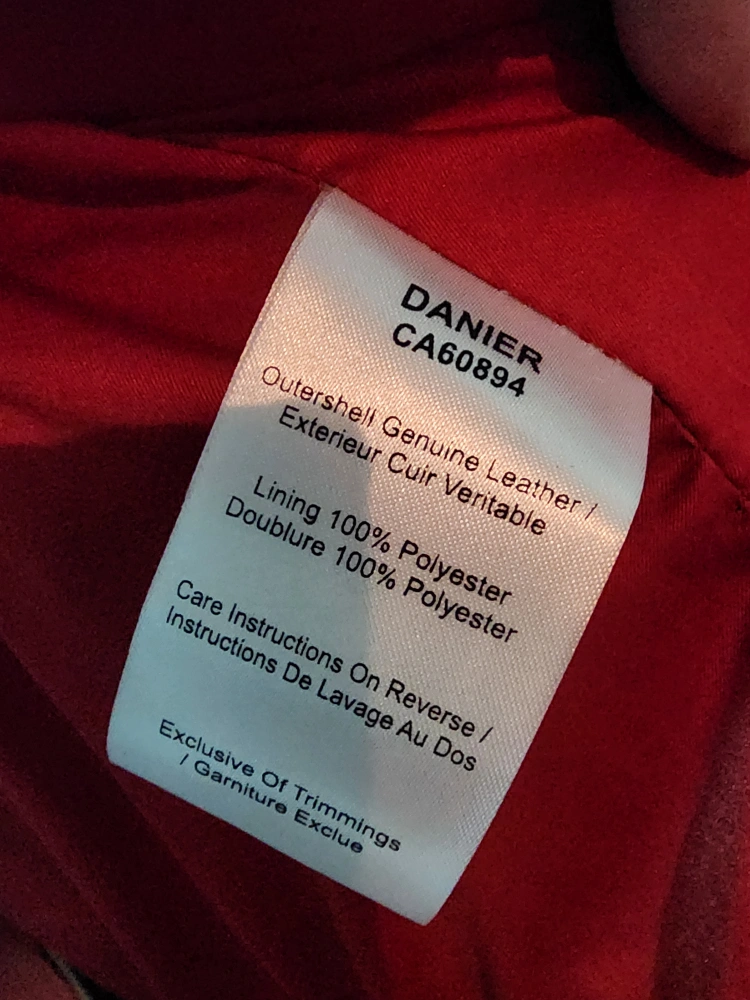 DANIER
CA60894
Outershell Genuine Leather /
Exterieur Cuir Veritable
Lining 100% Polyester
Doublure 100% Polyester
Care Instructions On Reverse /
Instructions De Lavage Au Dos
Exclusive Of Trimmings
/ Garniture Exclue